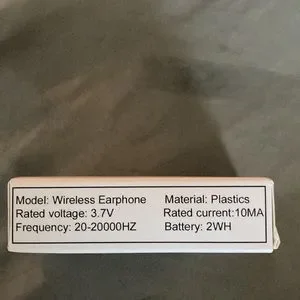 Model: Wireless Earphone Material: Plastics
Rated voltage: 3.7V Rated current:10MA
Frequency: 20-20000HZ Battery: 2WH